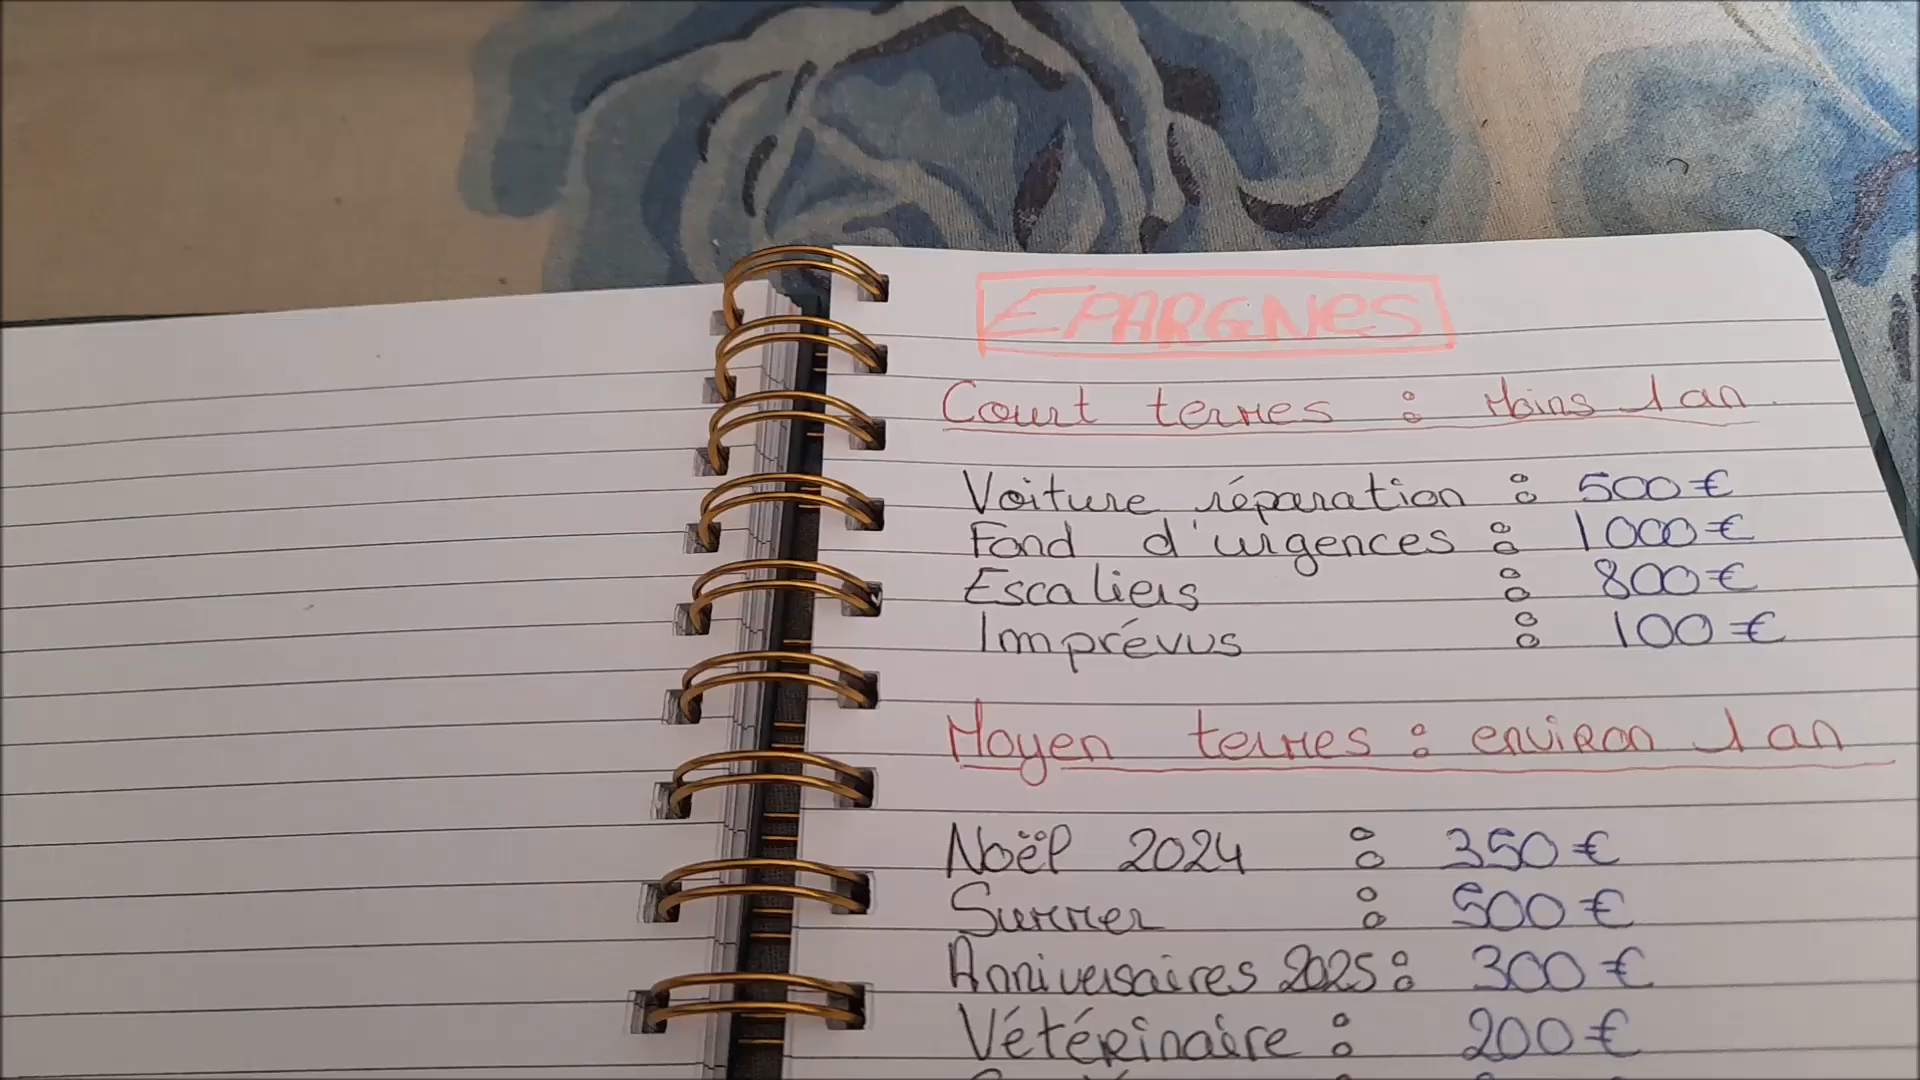 EPARGNES
Court termes : Moins 1 an
Voiture réparation : 500€
Fond d'urgences : 1000€
Escaliers : 800€
Imprévus : 100€
Moyen termes : environ 1 an
Noël 2024 : 350€
Summer : 500€
Anniversaires 2025 : 300€
Vétérinaire : 200€